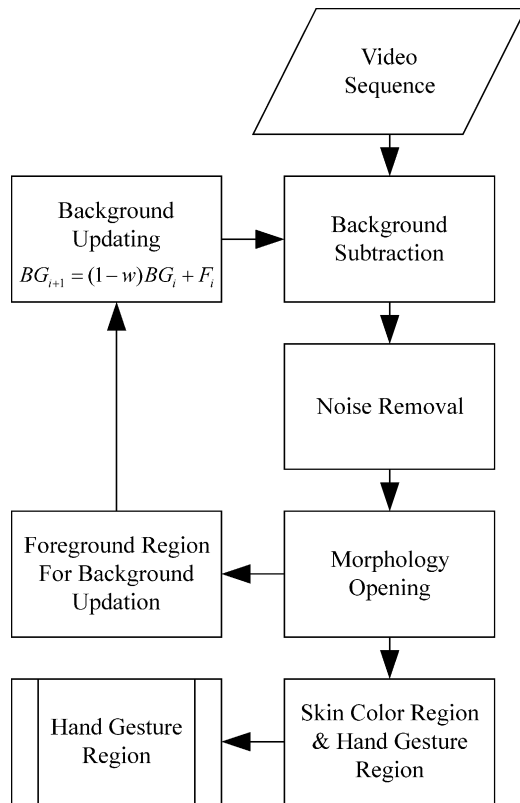 Video
Sequence
Background
Updating
BG_{i+1} = (1-w)BG_i + F_i
Background
Subtraction
Noise Removal
Foreground Region
For Background
Updation
Morphology
Opening
Hand Gesture
Region
Skin Color Region
& Hand Gesture
Region